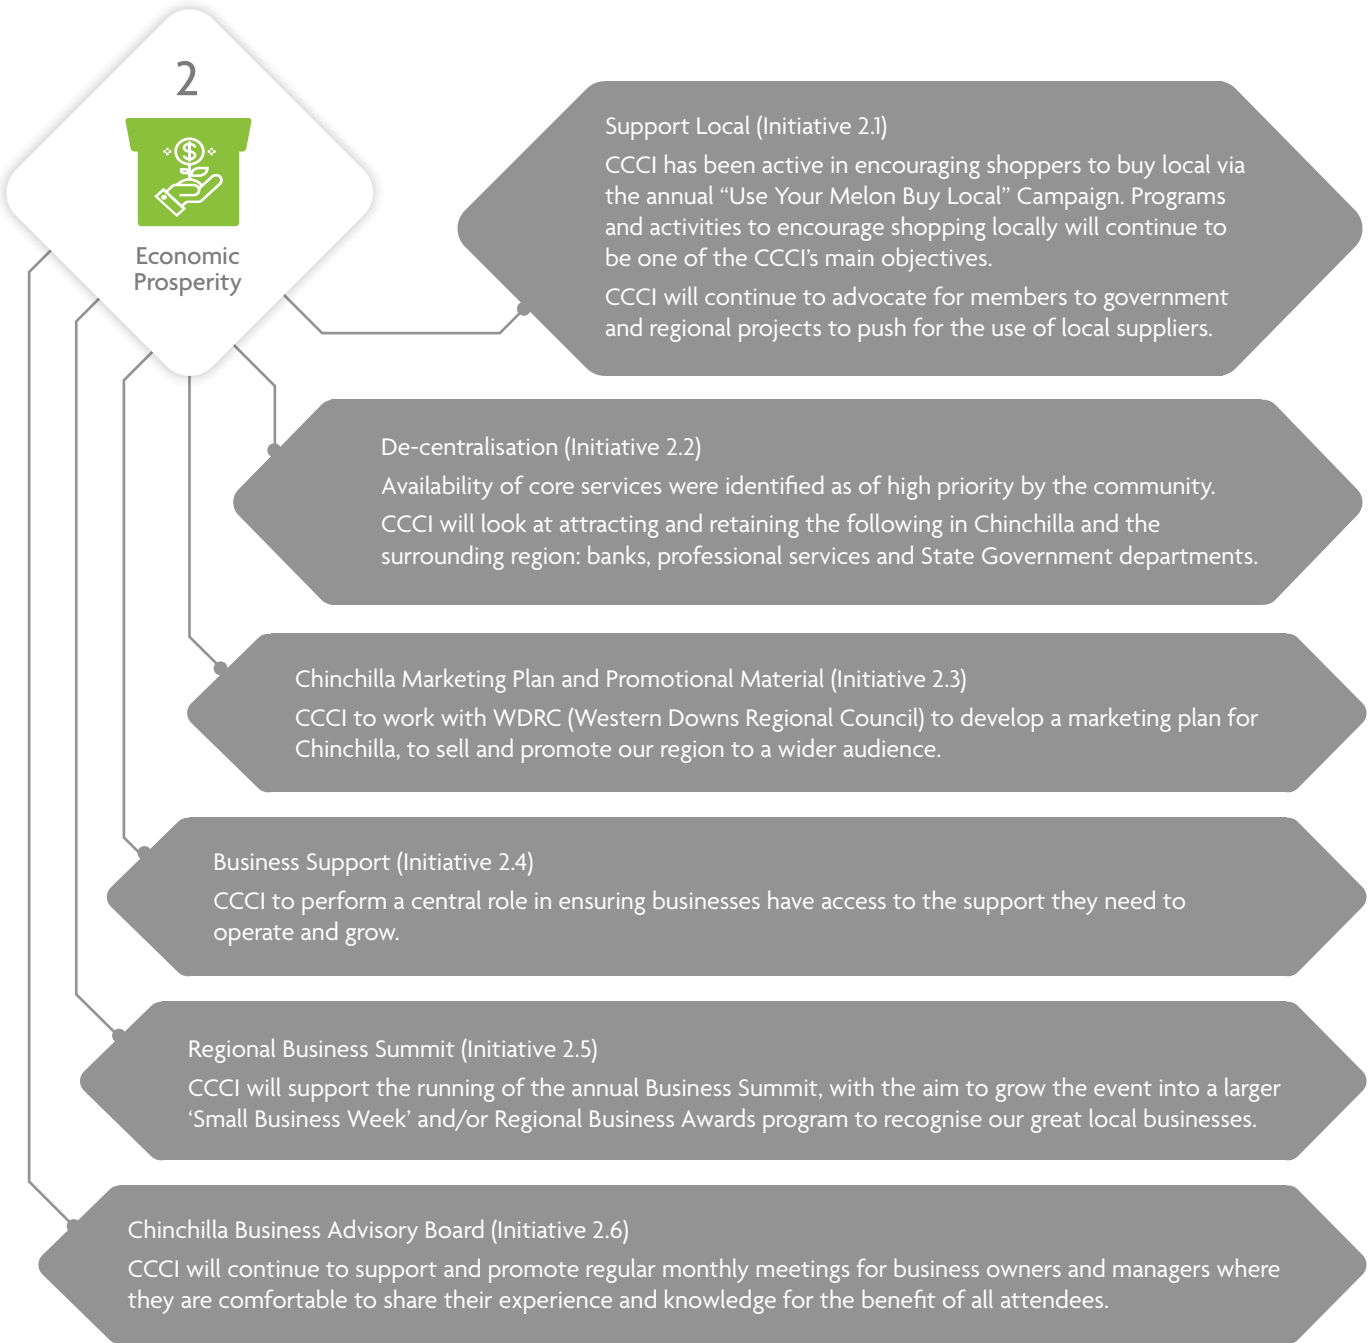 2
$
Economic
Prosperity
Support Local (Initiative 2.1)
CCCI has been active in encouraging shoppers to buy local via
the annual “Use Your Melon Buy Local” Campaign. Programs
and activities to encourage shopping locally will continue to
be one of the CCCI’s main objectives.
CCCI will continue to advocate for members to government
and regional projects to push for the use of local suppliers.
De-centralisation (Initiative 2.2)
Availability of core services were identified as of high priority by the community.
CCCI will look at attracting and retaining the following in Chinchilla and the
surrounding region: banks, professional services and State Government departments.
Chinchilla Marketing Plan and Promotional Material (Initiative 2.3)
CCCI to work with WDRC (Western Downs Regional Council) to develop a marketing plan for
Chinchilla, to sell and promote our region to a wider audience.
Business Support (Initiative 2.4)
CCCI to perform a central role in ensuring businesses have access to the support they need to
operate and grow.
Regional Business Summit (Initiative 2.5)
CCCI will support the running of the annual Business Summit, with the aim to grow the event into a larger
‘Small Business Week’ and/or Regional Business Awards program to recognise our great local businesses.
Chinchilla Business Advisory Board (Initiative 2.6)
CCCI will continue to support and promote regular monthly meetings for business owners and managers where
they are comfortable to share their experience and knowledge for the benefit of all attendees.